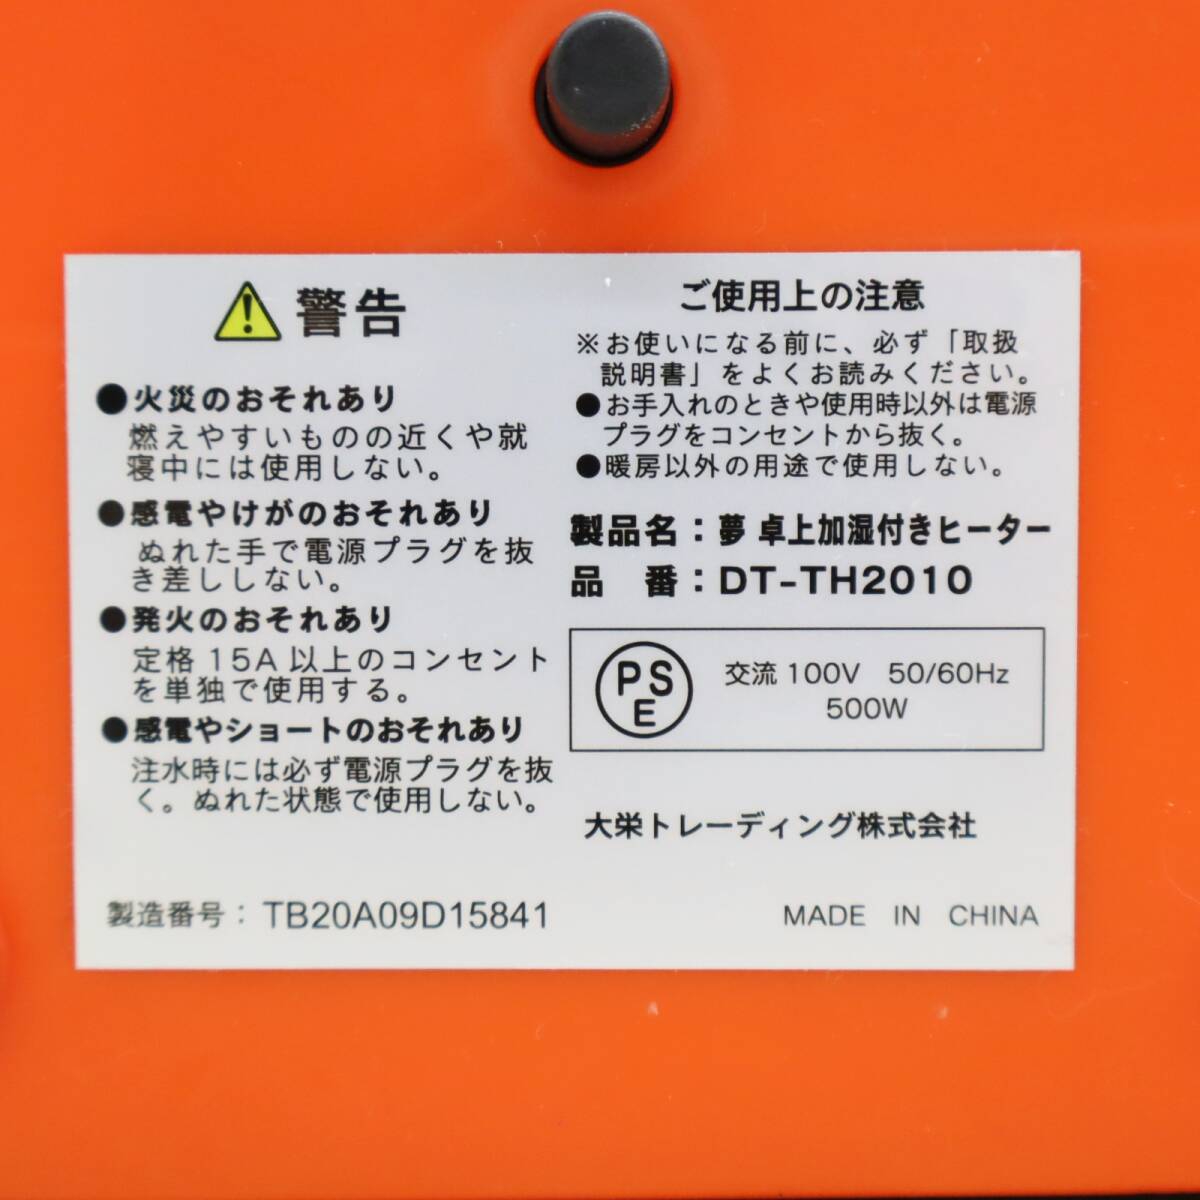 警告
●火災のおそれあり
燃えやすいものの近くや就
寝中には使用しない。
●感電やけがのおそれあり
ぬれた手で電源プラグを抜
き差ししない。
●発火のおそれあり
定格15A以上のコンセント
を単独で使用する。
●感電やショートのおそれあり
注水時には必ず電源プラグを抜
く。ぬれた状態で使用しない。
製造番号：TB20A09D15841
ご使用上の注意
※お使いになる前に、必ず「取扱
説明書」をよくお読みください。
●お手入れのときや使用時以外は電源
プラグをコンセントから抜く。
●暖房以外の用途で使用しない。
製品名：夢 卓上加湿付きヒーター
品　番：DT-TH2010
PSE
交流 100V 50/60Hz
500W
大栄トレーディング株式会社
MADE IN CHINA